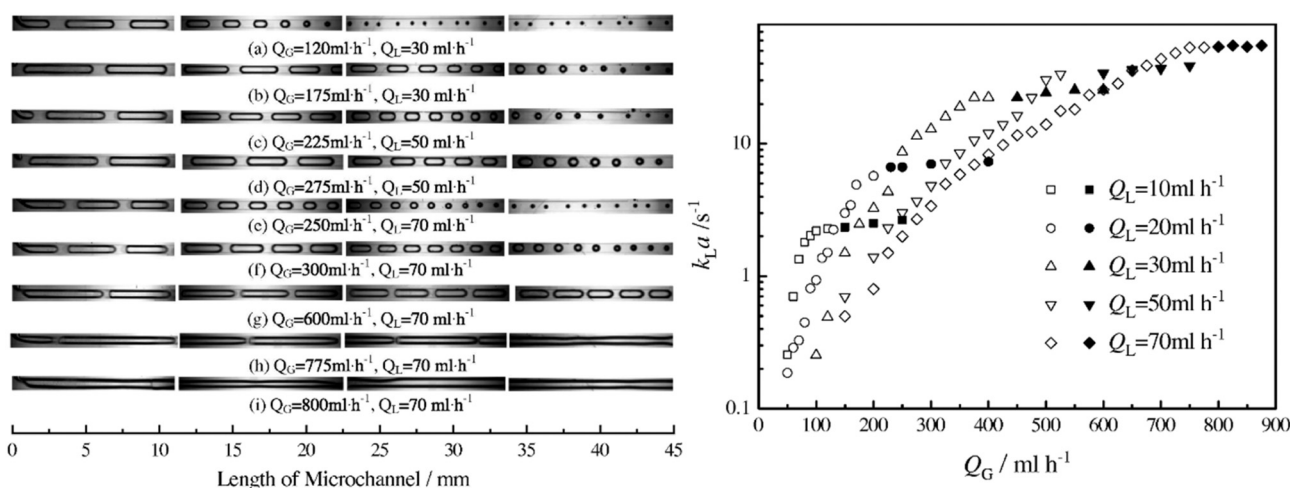 (a) Q_G=120ml·h⁻¹, Q_L=30 ml·h⁻¹
(b) Q_G=175ml·h⁻¹, Q_L=30 ml·h⁻¹
(c) Q_G=225ml·h⁻¹, Q_L=50 ml·h⁻¹
(d) Q_G=275ml·h⁻¹, Q_L=50 ml·h⁻¹
(e) Q_G=250ml·h⁻¹, Q_L=70 ml·h⁻¹
(f) Q_G=300ml·h⁻¹, Q_L=70 ml·h⁻¹
(g) Q_G=600ml·h⁻¹, Q_L=70 ml·h⁻¹
(h) Q_G=775ml·h⁻¹, Q_L=70 ml·h⁻¹
(i) Q_G=800ml·h⁻¹, Q_L=70 ml·h⁻¹
0 5 10 15 20 25 30 35 40 45
Length of Microchannel / mm
k_L a /s⁻¹
10
1
0.1
Q_L=10ml h⁻¹
Q_L=20ml h⁻¹
Q_L=30ml h⁻¹
Q_L=50ml h⁻¹
Q_L=70ml h⁻¹
0 100 200 300 400 500 600 700 800 900
Q_G / ml h⁻¹